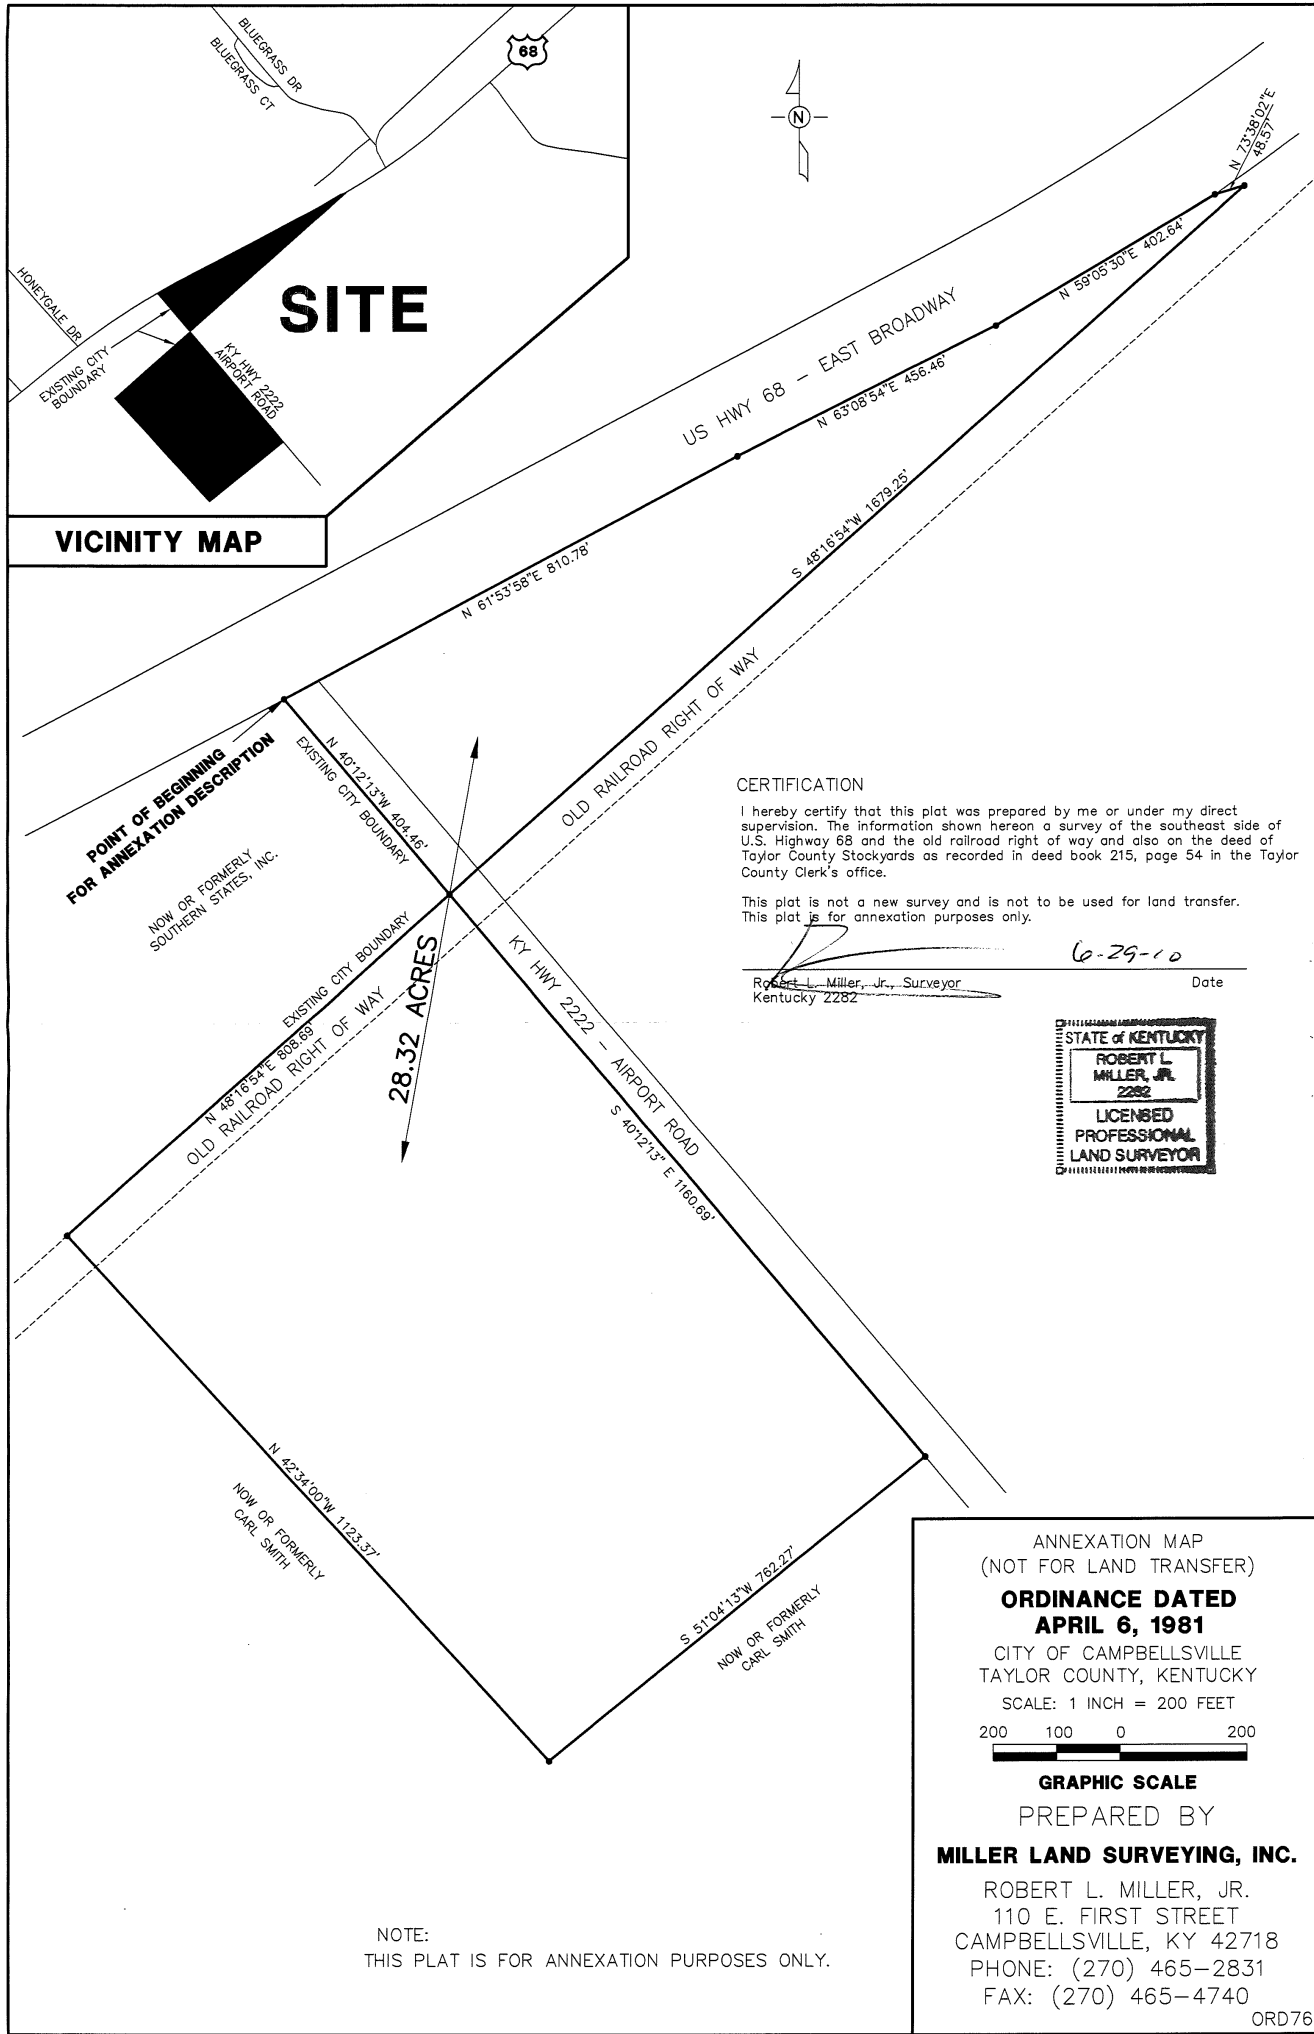 BLUEGRASS DR
BLUEGRASS CT
68
HONEYGALE DR
EXISTING CITY
BOUNDARY
KY HWY 2222
AIRPORT ROAD
SITE
VICINITY MAP
N
N 73°38'02"E
48.57'
N 59°05'30"E 402.64'
US HWY 68 - EAST BROADWAY
N 63°08'54"E 456.46'
S 48°16'54"W 1679.25'
N 61°53'58"E 810.78'
OLD RAILROAD RIGHT OF WAY
POINT OF BEGINNING
FOR ANNEXATION DESCRIPTION
N 40°12'13"W 404.46'
EXISTING CITY BOUNDARY
NOW OR FORMERLY
SOUTHERN STATES, INC.
CERTIFICATION
I hereby certify that this plat was prepared by me or under my direct
supervision. The information shown hereon a survey of the southeast side of
U.S. Highway 68 and the old railroad right of way and also on the deed of
Taylor County Stockyards as recorded in deed book 215, page 54 in the Taylor
County Clerk's office.
This plat is not a new survey and is not to be used for land transfer.
This plat is for annexation purposes only.
6-29-10
Robert L. Miller, Jr., Surveyor Date
Kentucky 2282
STATE of KENTUCKY
ROBERT L.
MILLER, JR.
2282
LICENSED
PROFESSIONAL
LAND SURVEYOR
EXISTING CITY BOUNDARY
N 48°16'54"E 808.69'
OLD RAILROAD RIGHT OF WAY
28.32 ACRES
KY HWY 2222 - AIRPORT ROAD
S 40°12'13" E 1160.69'
N 42°34'00"W 1123.37'
NOW OR FORMERLY
CARL SMITH
S 51°04'13"W 762.27'
NOW OR FORMERLY
CARL SMITH
ANNEXATION MAP
(NOT FOR LAND TRANSFER)
ORDINANCE DATED
APRIL 6, 1981
CITY OF CAMPBELLSVILLE
TAYLOR COUNTY, KENTUCKY
SCALE: 1 INCH = 200 FEET
200 100 0 200
GRAPHIC SCALE
PREPARED BY
MILLER LAND SURVEYING, INC.
ROBERT L. MILLER, JR.
110 E. FIRST STREET
CAMPBELLSVILLE, KY 42718
PHONE: (270) 465-2831
FAX: (270) 465-4740
ORD76
NOTE:
THIS PLAT IS FOR ANNEXATION PURPOSES ONLY.